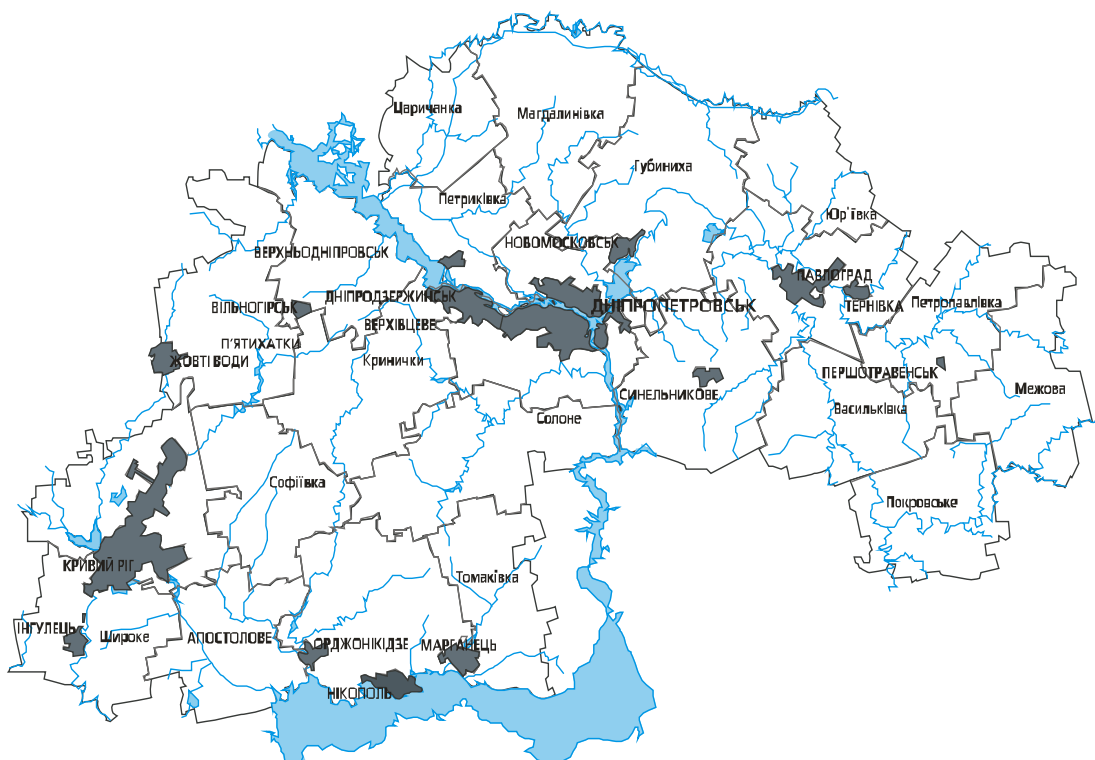 Царичанка
Магдалинівка
Губиниха
Петриківка
Юр'ївка
НОВОМОСКОВСЬК
ВЕРХНЬОДНІПРОВСЬК
ПАВЛОГРАД
ДНІПРОДЗЕРЖИНСЬК
ДНІПРОПЕТРОВСЬК
ТЕРНІВКА
Петропавлівка
ВІЛЬНОГІРСЬК
ВЕРХІВЦЕВЕ
П'ЯТИХАТКИ
ЖОВТІ ВОДИ
Кринички
ПЕРШОТРАВЕНСЬК
Межова
СИНЕЛЬНИКОВЕ
Васильківка
Солоне
Софіївка
Покровське
КРИВИЙ РІГ
Томаківка
ІНГУЛЕЦЬ
Широке
АПОСТОЛОВЕ
ОРДЖОНІКІДЗЕ
МАРГАНЕЦЬ
НІКОПОЛЬ